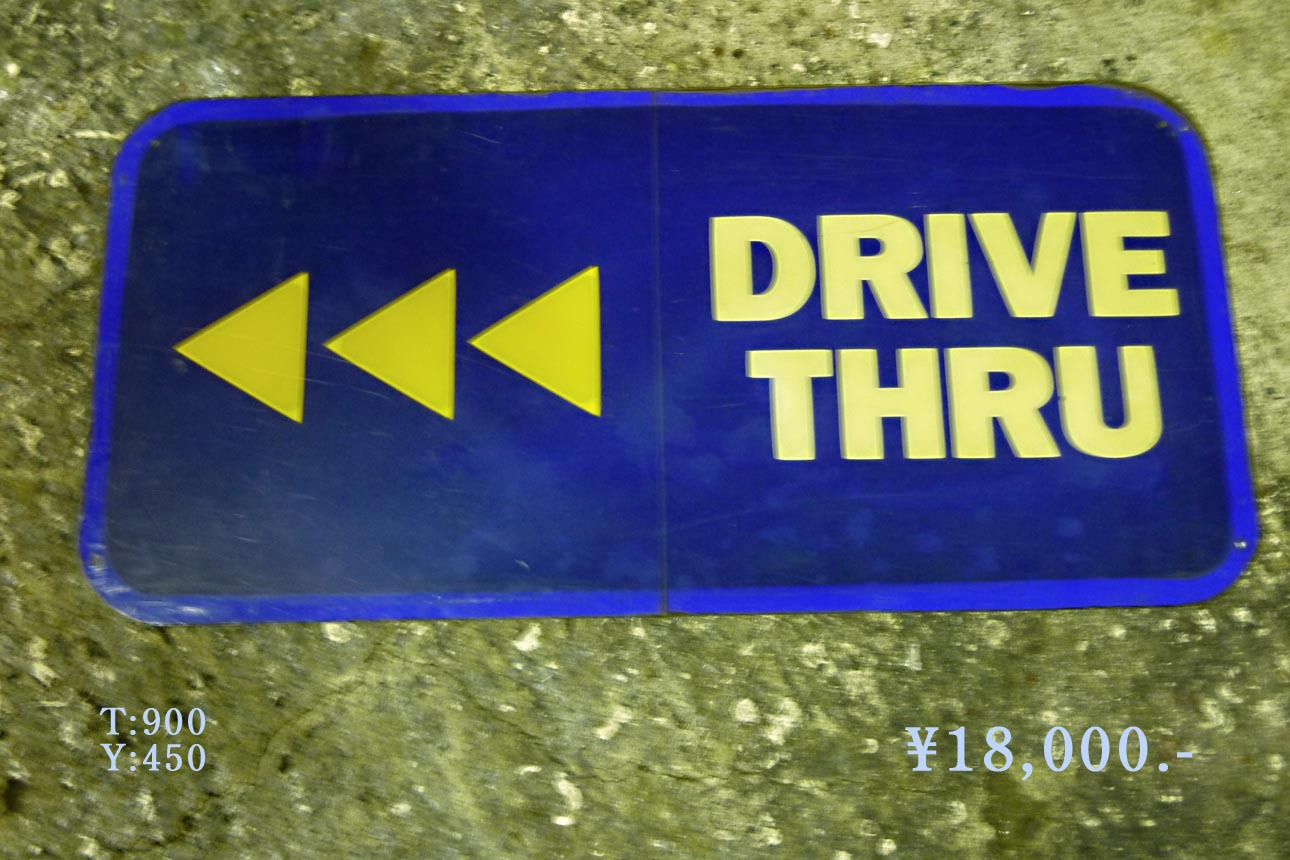 DRIVE
THRU
T:900
Y:450
¥18,000.-